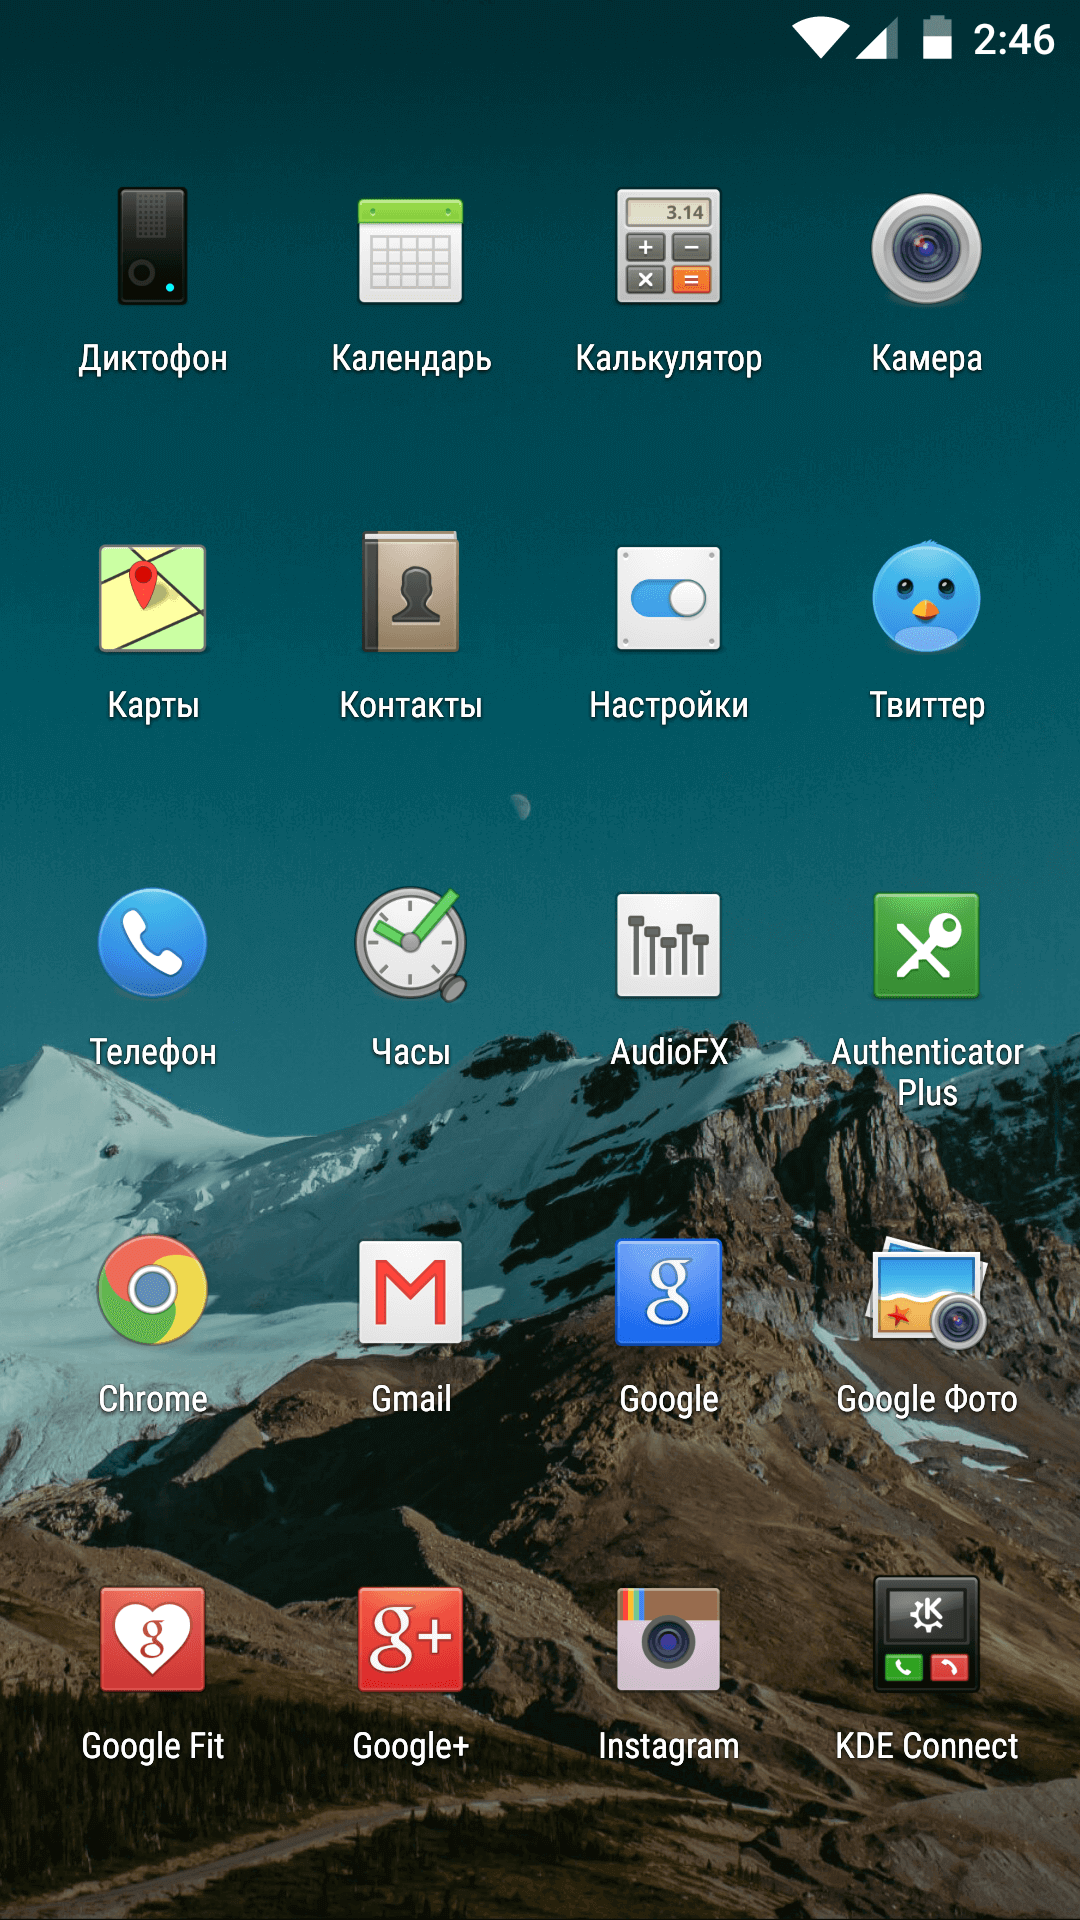 2:46
3.14
Диктофон Календарь Калькулятор Камера
Карты Контакты Настройки Твиттер
Телефон Часы AudioFX Authenticator
Plus
Chrome Gmail Google Google Фото
Google Fit Google+ Instagram KDE Connect